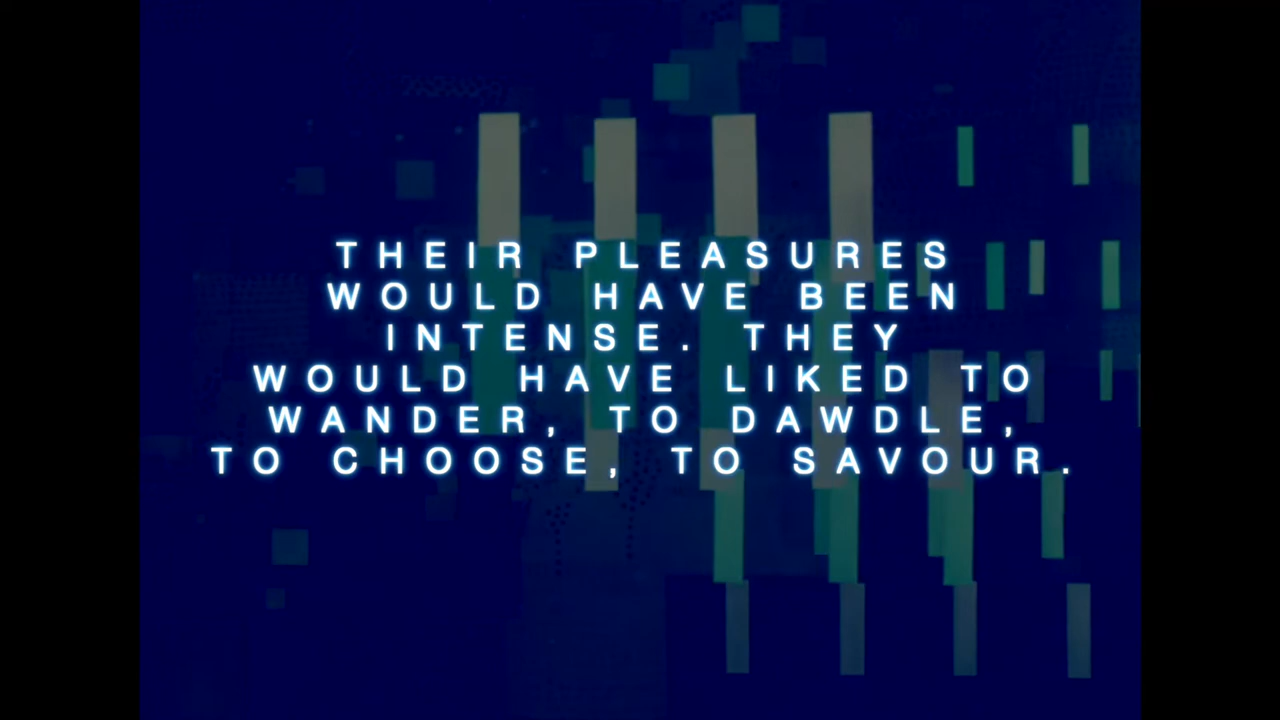 THEIR PLEASURES
WOULD HAVE BEEN
INTENSE. THEY
WOULD HAVE LIKED TO
WANDER, TO DAWDLE,
TO CHOOSE, TO SAVOUR.